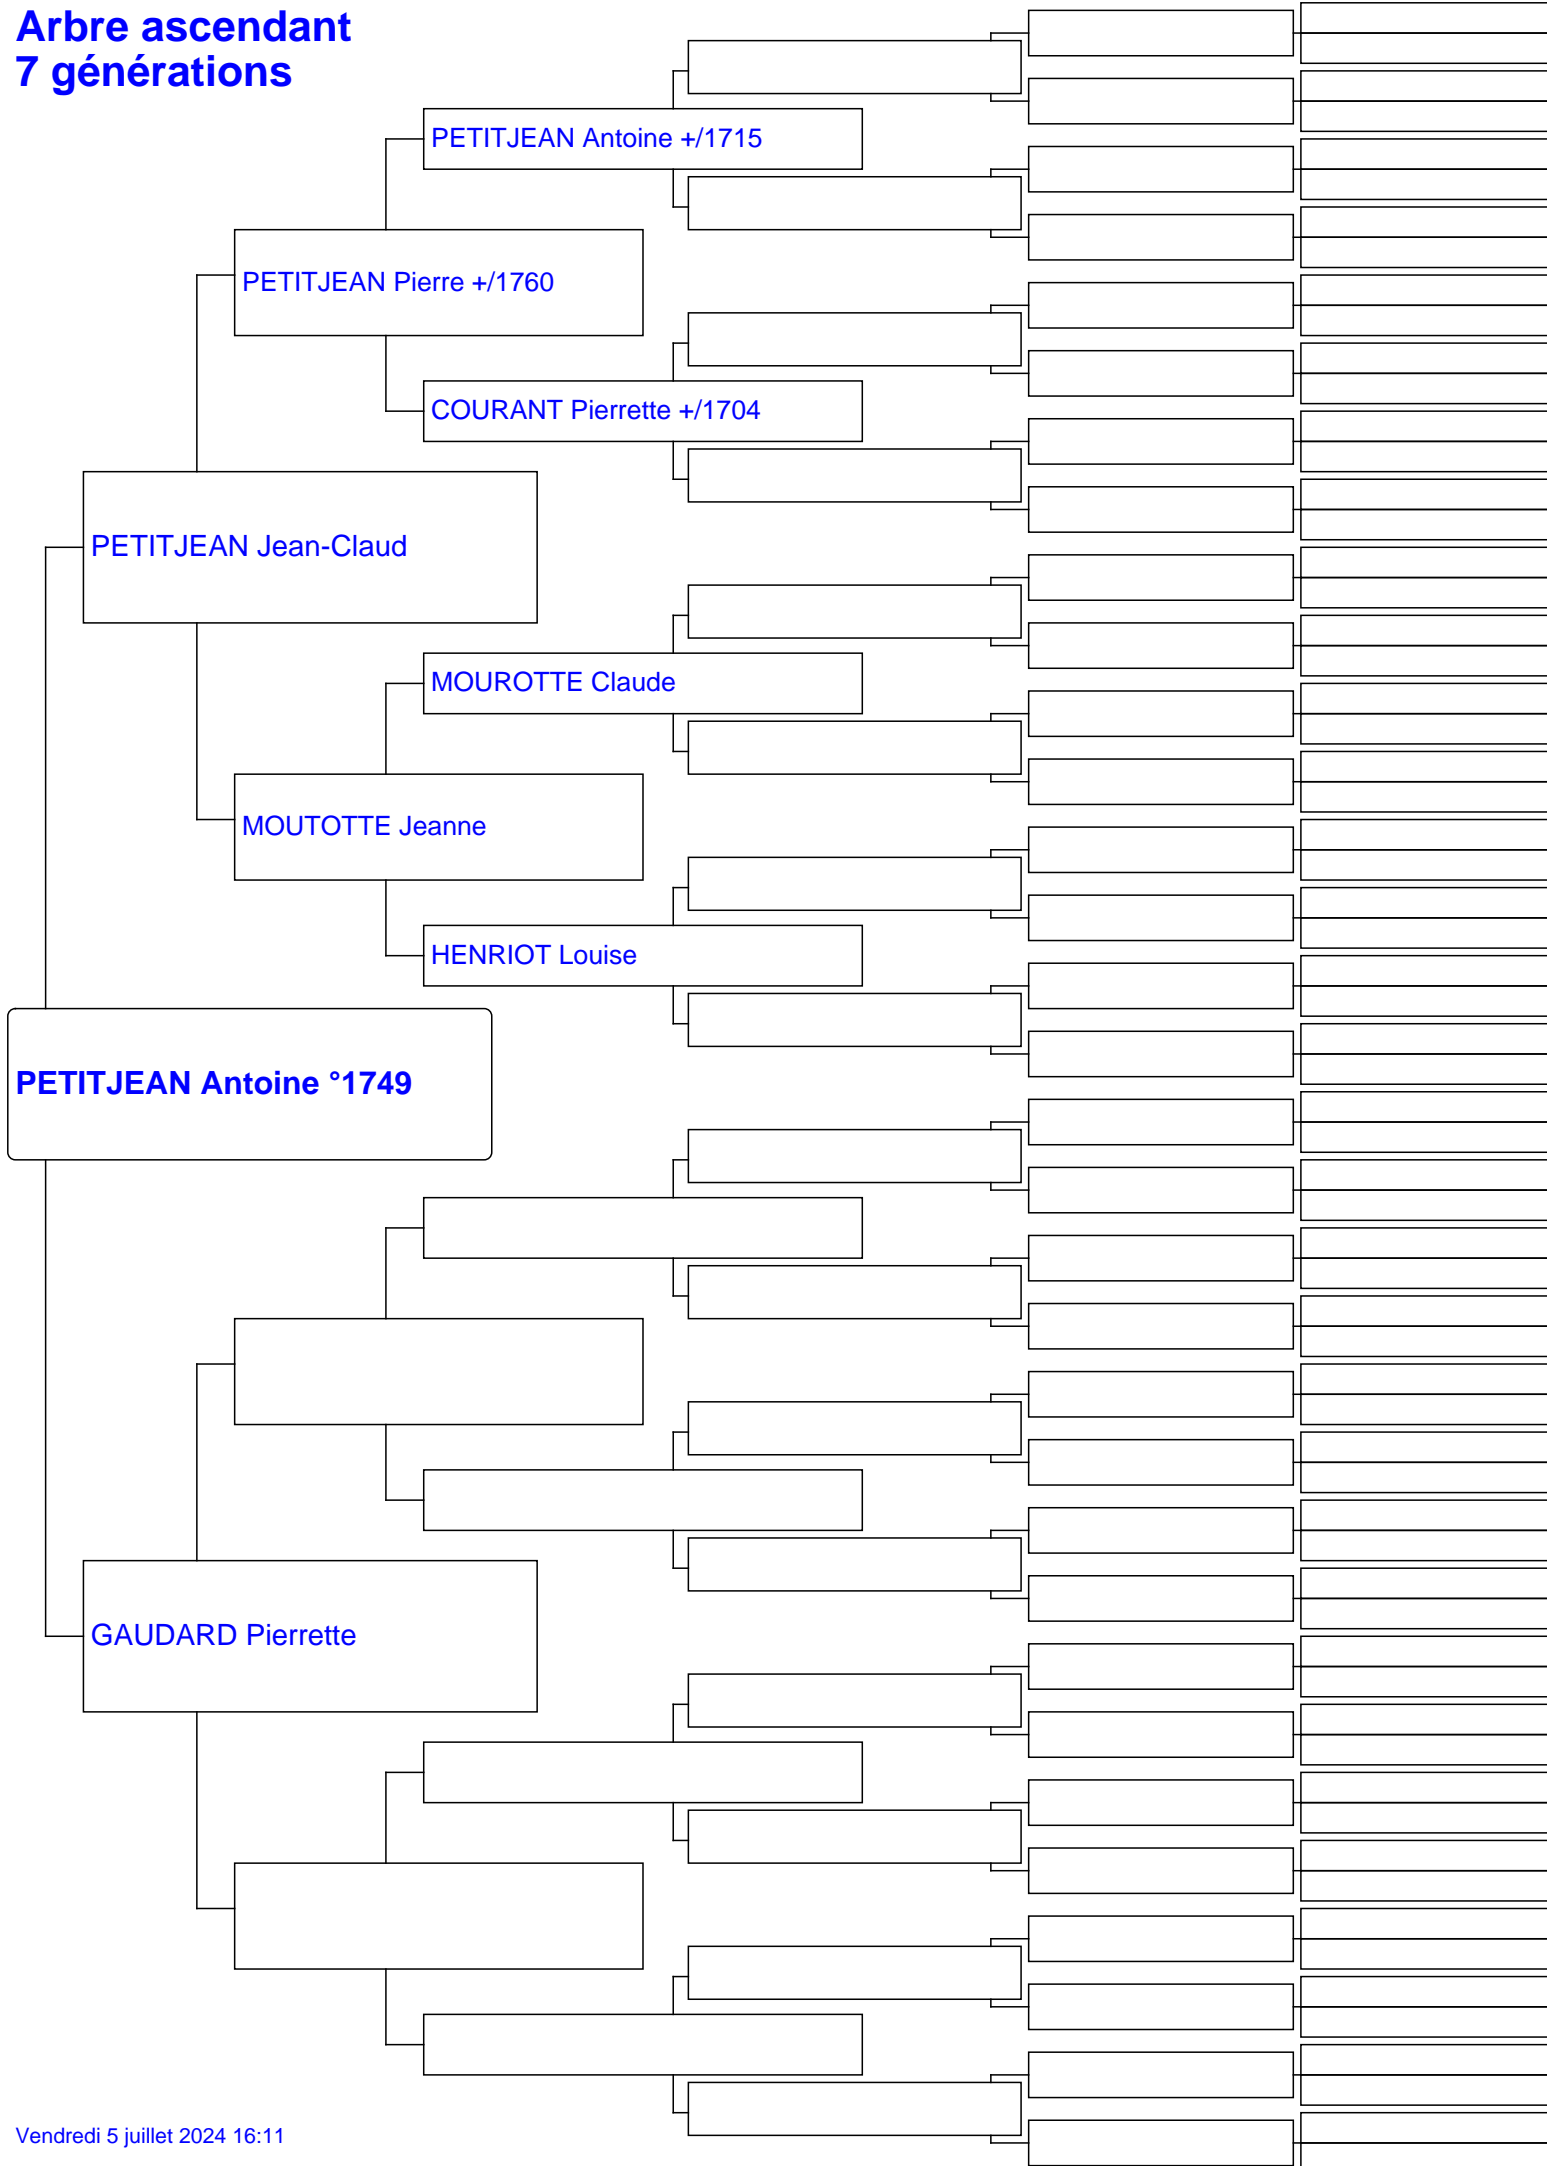 Arbre ascendant
7 générations
PETITJEAN Antoine +/1715
PETITJEAN Pierre +/1760
COURANT Pierrette +/1704
PETITJEAN Jean-Claud
MOUROTTE Claude
MOUTOTTE Jeanne
HENRIOT Louise
PETITJEAN Antoine °1749
GAUDARD Pierrette
Vendredi 5 juillet 2024 16:11